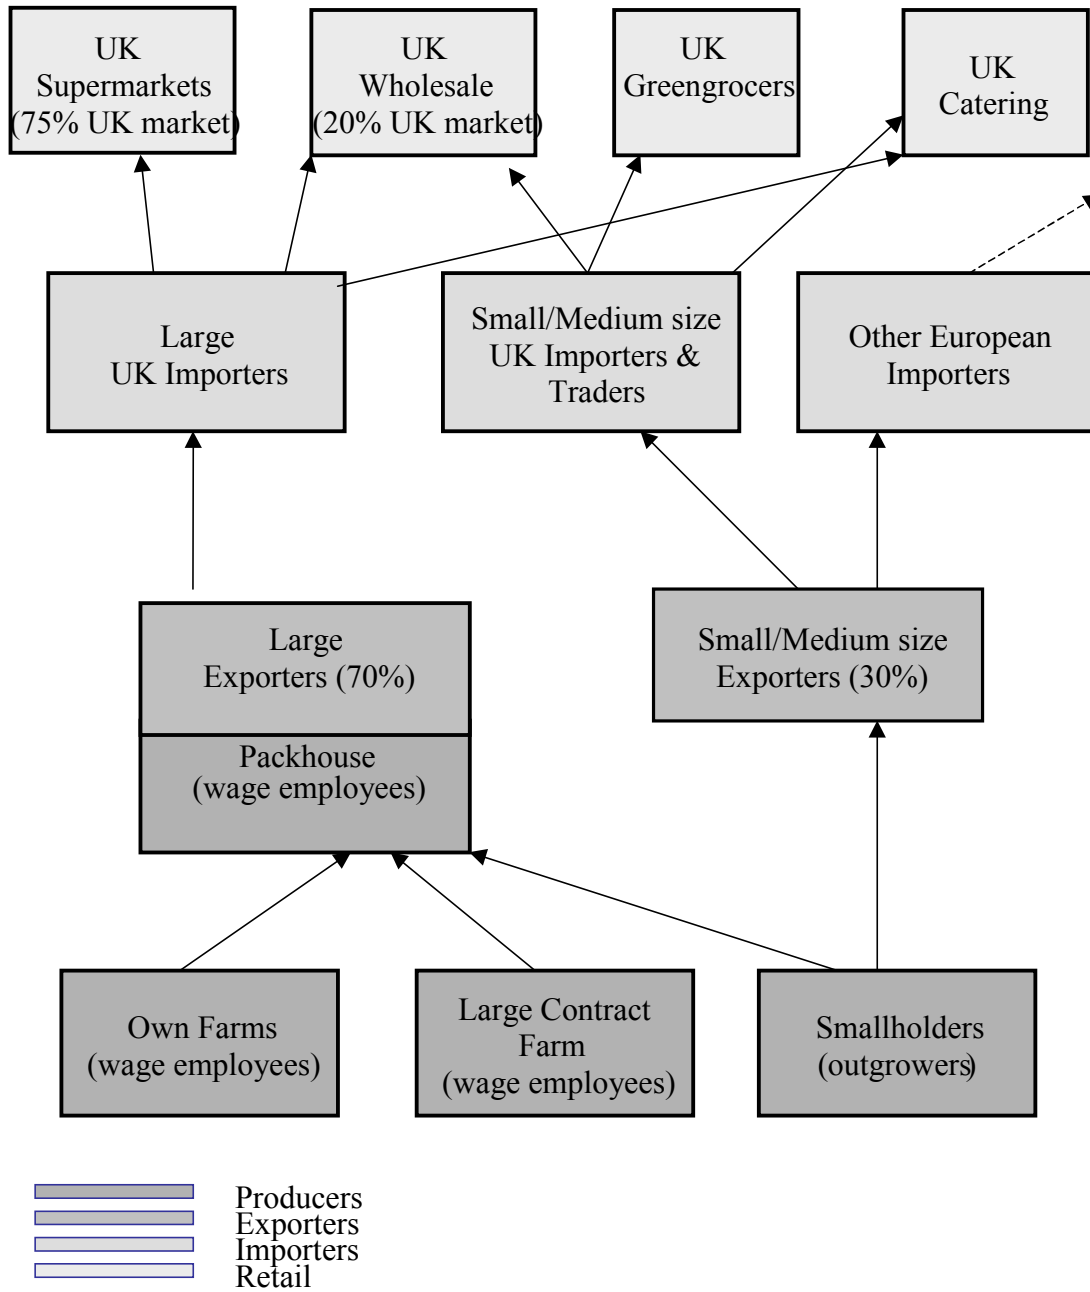 UK
Supermarkets
(75% UK market)
UK
Wholesale
(20% UK market)
UK
Greengrocers
UK
Catering
Large
UK Importers
Small/Medium size
UK Importers &
Traders
Other European
Importers
Large
Exporters (70%)
Small/Medium size
Exporters (30%)
Packhouse
(wage employees)
Own Farms
(wage employees)
Large Contract
Farm
(wage employees)
Smallholders
(outgrowers)
Producers
Exporters
Importers
Retail